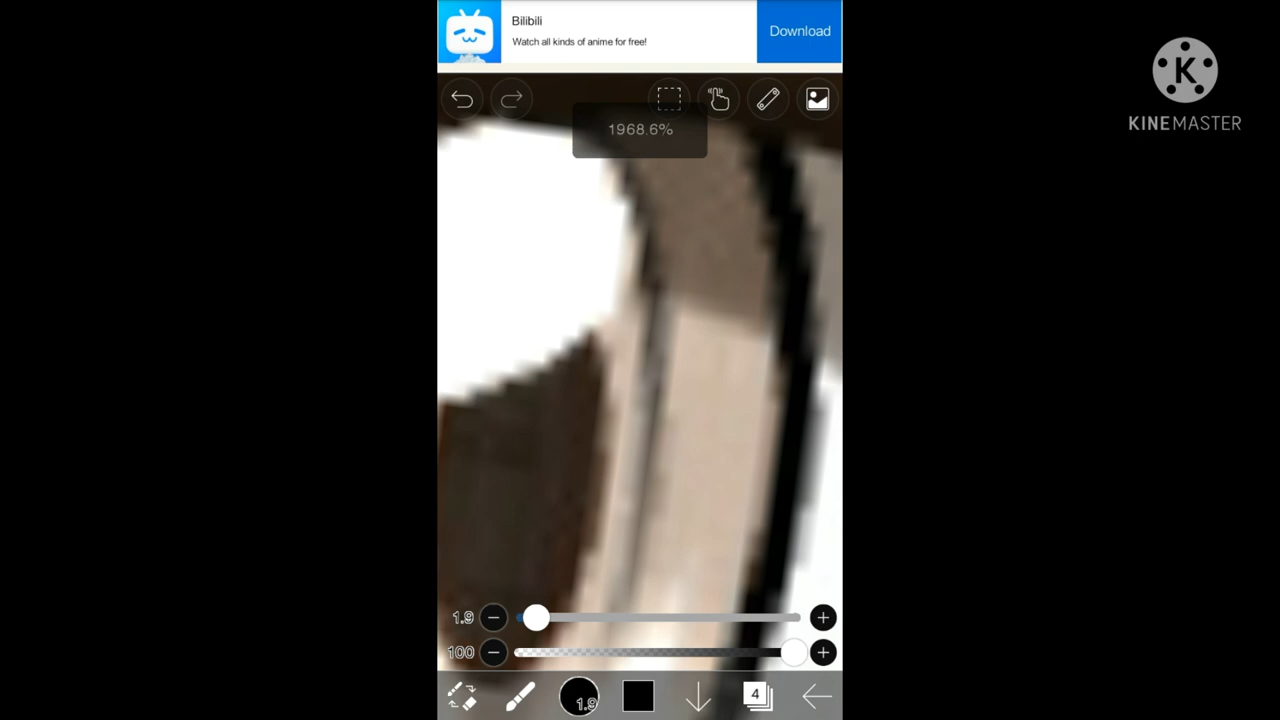 Bilibili
Watch all kinds of anime for free!
Download
KINEMASTER
1968.6%
1.9
100
1.9
4